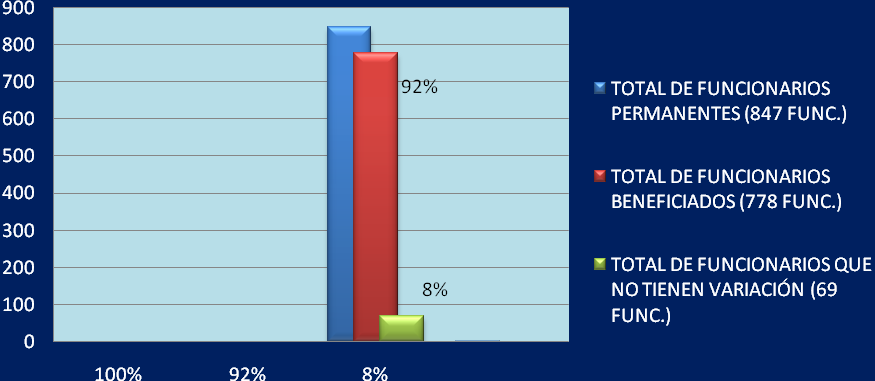 900
800
700
600
500
400
300
200
100
0
92%
8%
100%
92%
8%
TOTAL DE FUNCIONARIOS
PERMANENTES (847 FUNC.)
TOTAL DE FUNCIONARIOS
BENEFICIADOS (778 FUNC.)
TOTAL DE FUNCIONARIOS QUE
NO TIENEN VARIACIÓN (69
FUNC.)